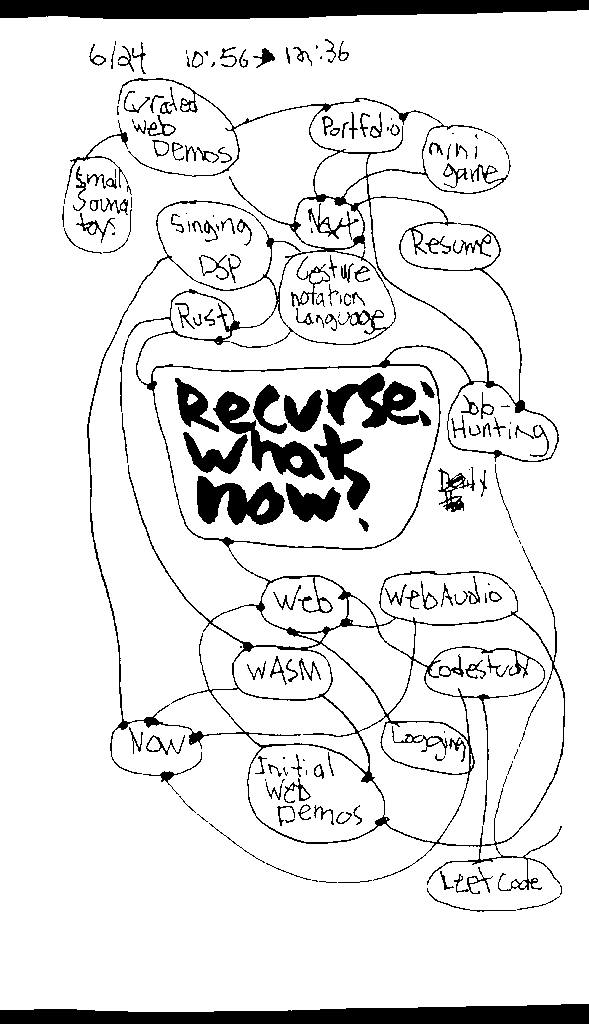 6/24 10:56 → 12:36
Curated
Web
Demos
Portfolio
mini
game
Small
Sound
toys
Singing
DSP
Next
Resume
Gesture
notation
Language
Rust
Recurse:
what
now?
Job-
Hunting
Web
WebAudio
WASM
Codestudy
Now
Logging
Initial
Web
Demos
Leetcode